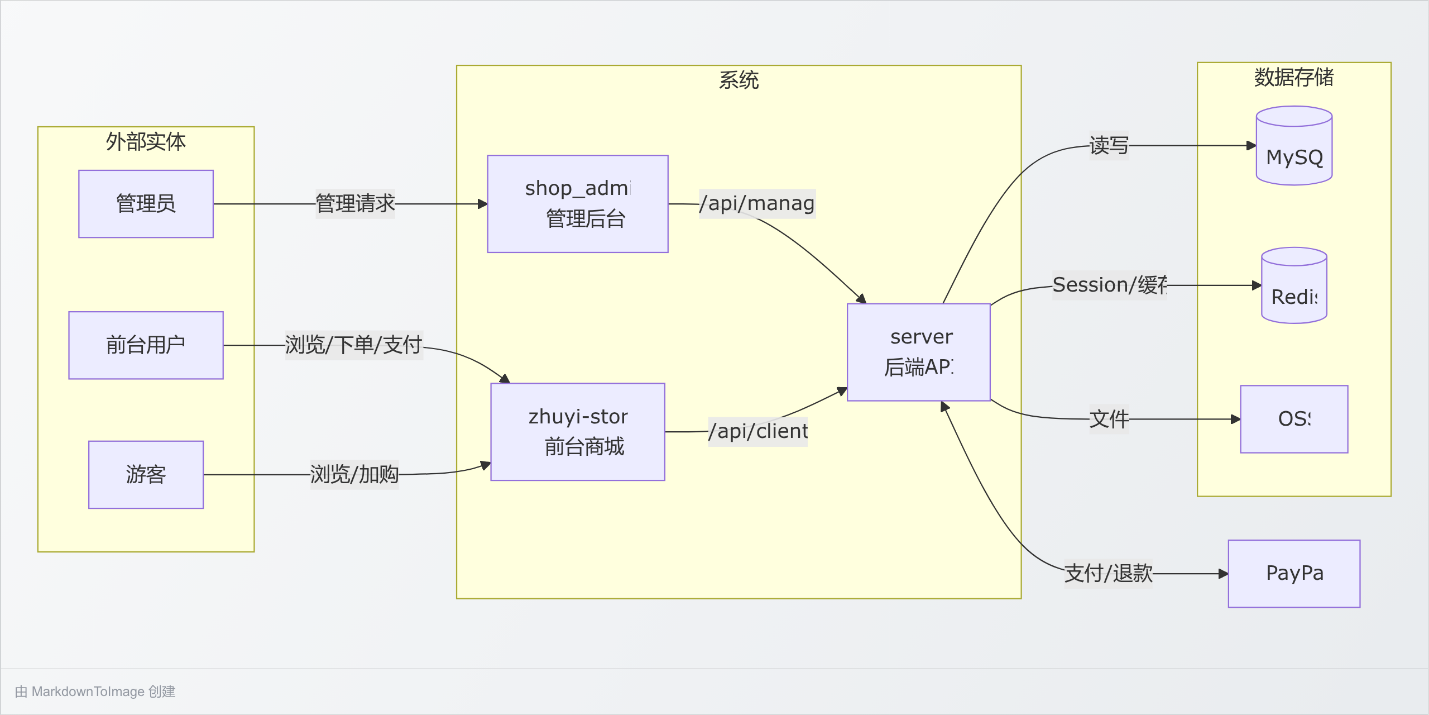 外部实体
管理员
前台用户
游客
管理请求
浏览/下单/支付
浏览/加购
系统
shop_admi
管理后台
zhuyi-stor
前台商城
/api/manag
/api/client
server
后端API
读写
Session/缓存
文件
支付/退款
数据存储
MySQ
Redis
OSS
PayPa
由 MarkdownToImage 创建